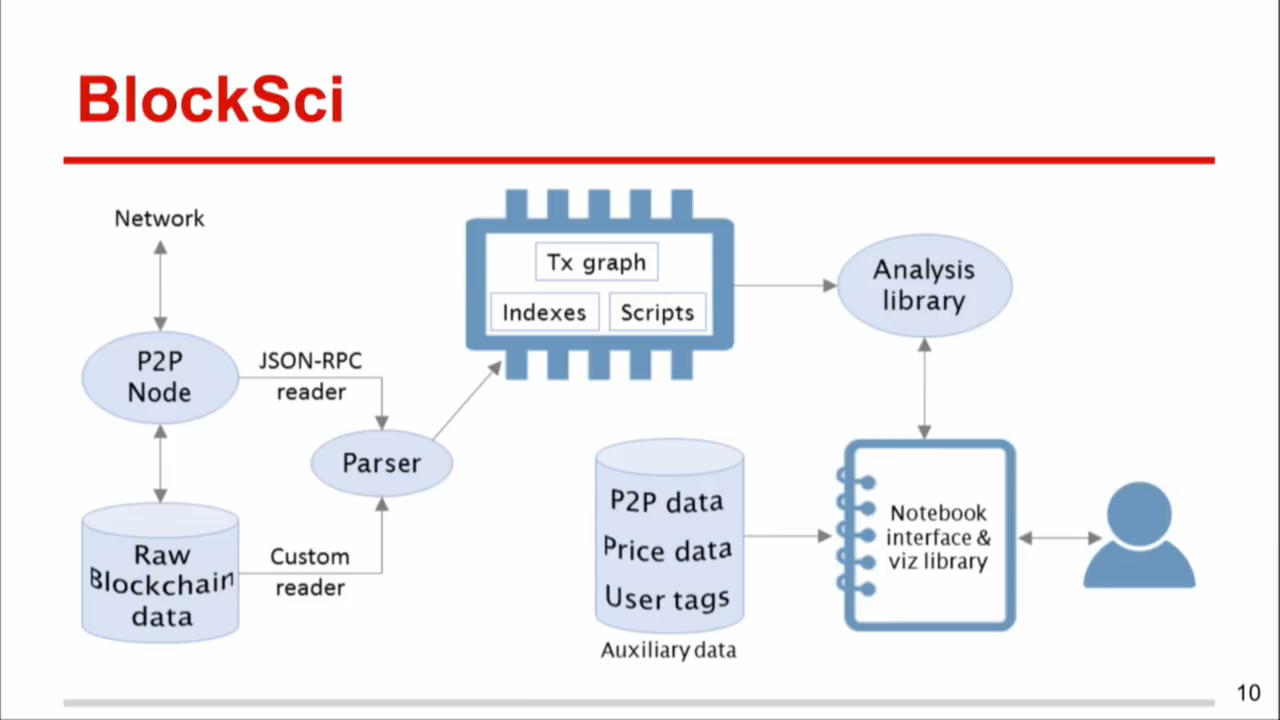 BlockSci
Network
P2P
Node
JSON-RPC
reader
Parser
Raw
Blockchain
data
Custom
reader
Tx graph
Indexes
Scripts
Analysis
library
P2P data
Price data
User tags
Auxiliary data
Notebook
interface &
viz library
10